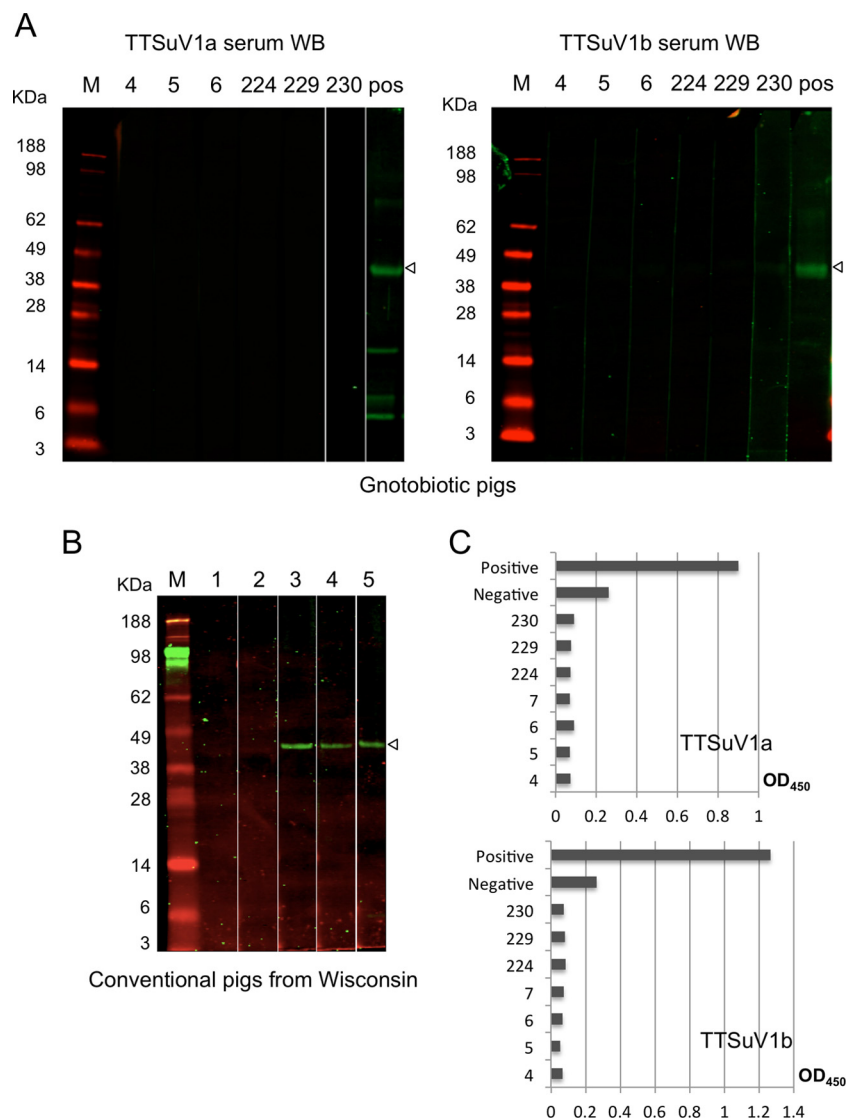 A
TTSuV1a serum WB
KDa
M 4 5 6 224 229 230 pos
188
98
62
49
38
28
14
6
3
TTSuV1b serum WB
KDa
M 4 5 6 224 229 230 pos
188
98
62
49
38
28
14
6
3
Gnotobiotic pigs
B
KDa
M 1 2 3 4 5
188
98
62
49
38
28
14
6
3
Conventional pigs from Wisconsin
C
Positive
Negative
230
229
224
7
6
5
4
TTSuV1a
OD450
0 0.2 0.4 0.6 0.8 1
Positive
Negative
230
229
224
7
6
5
4
TTSuV1b
OD450
0 0.2 0.4 0.6 0.8 1 1.2 1.4